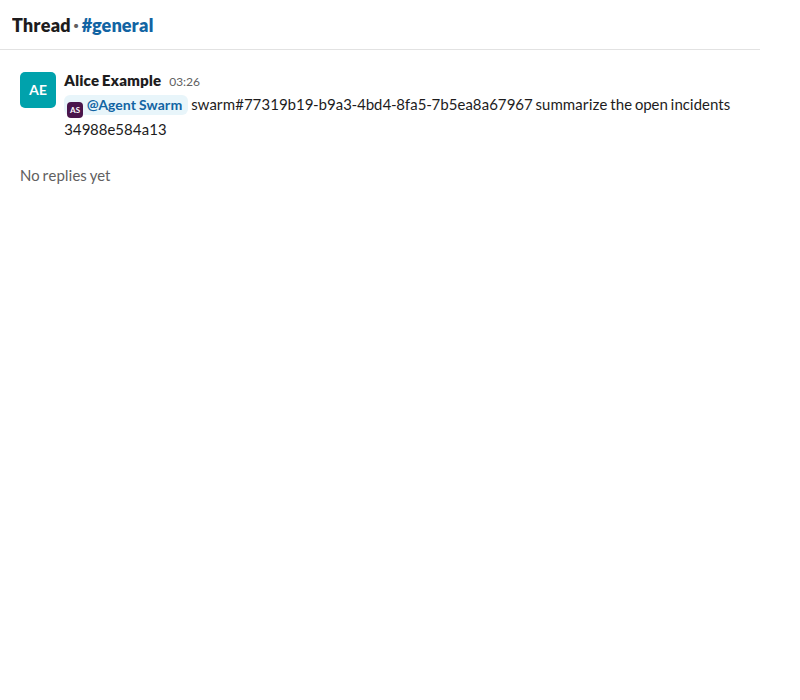 Thread • #general
AE
Alice Example 03:26
AS @Agent Swarm swarm#77319b19-b9a3-4bd4-8fa5-7b5ea8a67967 summarize the open incidents
34988e584a13
No replies yet